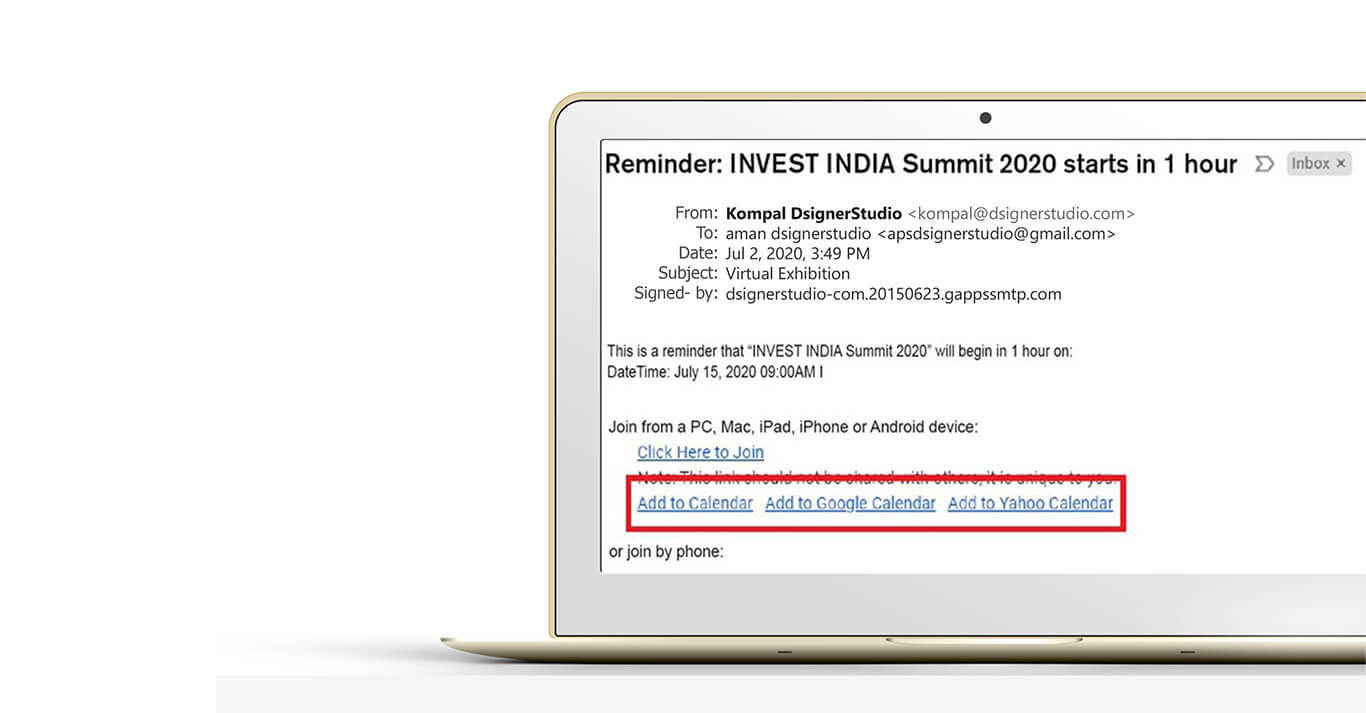 Reminder: INVEST INDIA Summit 2020 starts in 1 hour Inbox ×
From: Kompal DsignerStudio <kompal@dsignerstudio.com>
To: aman dsignerstudio <apsdsignerstudio@gmail.com>
Date: Jul 2, 2020, 3:49 PM
Subject: Virtual Exhibition
Signed- by: dsignerstudio-com.20150623.gappssmtp.com
This is a reminder that “INVEST INDIA Summit 2020” will begin in 1 hour on:
DateTime: July 15, 2020 09:00AM I
Join from a PC, Mac, iPad, iPhone or Android device:
Click Here to Join
Note: This link should not be shared with others, it is unique to you.
Add to Calendar Add to Google Calendar Add to Yahoo Calendar
or join by phone: